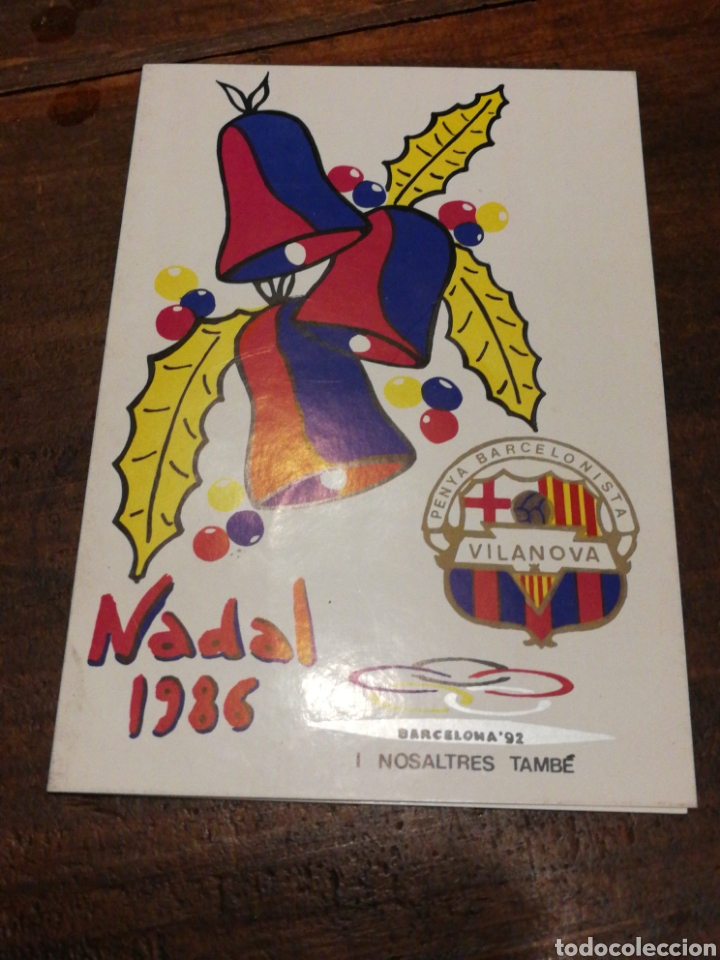 PENYA BARCELONISTA
VILANOVA
Nadal
1986
BARCELONA'92
I NOSALTRES TAMBÉ
todocoleccion